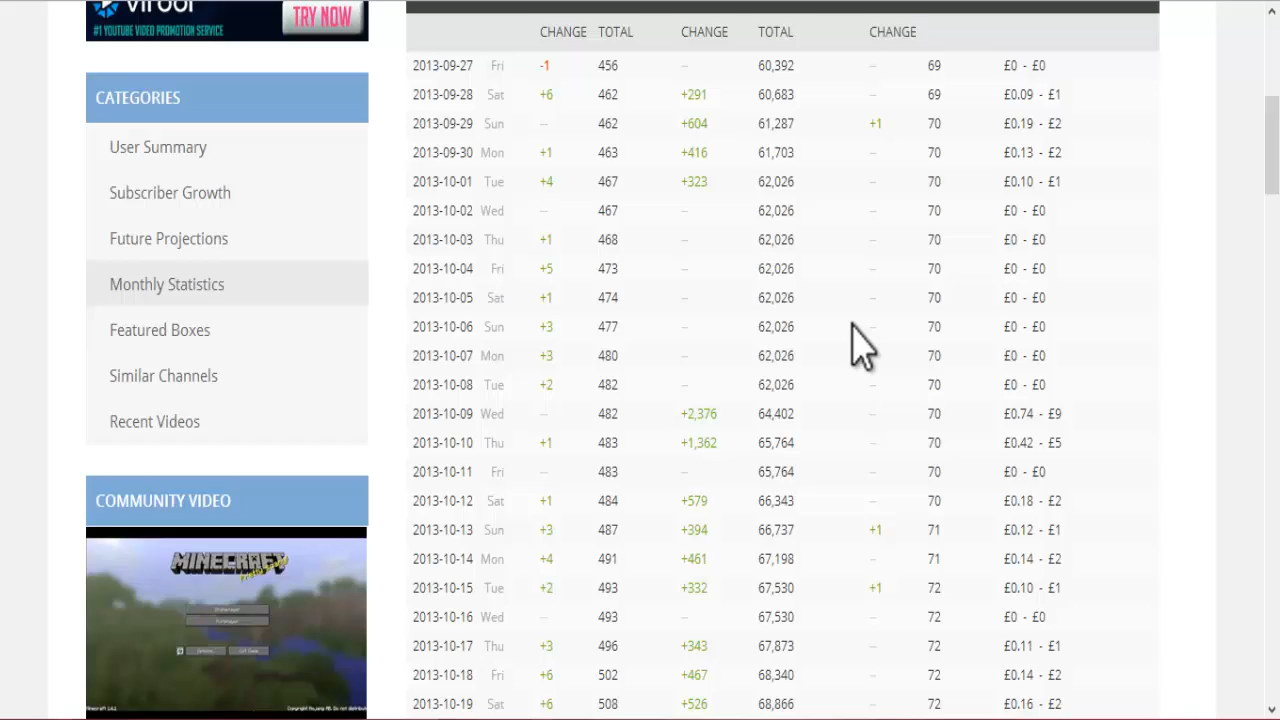 #1 YOUTUBE VIDEO PROMOTION SERVICE
TRY NOW
CATEGORIES
User Summary
Subscriber Growth
Future Projections
Monthly Statistics
Featured Boxes
Similar Channels
Recent Videos
COMMUNITY VIDEO
MINECRAFT
CHANGE TOTAL CHANGE TOTAL CHANGE
2013-09-27 Fri -1 456 -- 60,392 -- 69 £0 - £0
2013-09-28 Sat +6 462 +291 60,683 -- 69 £0.09 - £1
2013-09-29 Sun -- 462 +604 61,287 +1 70 £0.19 - £2
2013-09-30 Mon +1 463 +416 61,703 -- 70 £0.13 - £2
2013-10-01 Tue +4 467 +323 62,026 -- 70 £0.10 - £1
2013-10-02 Wed -- 467 -- 62,026 -- 70 £0 - £0
2013-10-03 Thu +1 468 -- 62,026 -- 70 £0 - £0
2013-10-04 Fri +5 473 -- 62,026 -- 70 £0 - £0
2013-10-05 Sat +1 474 -- 62,026 -- 70 £0 - £0
2013-10-06 Sun +3 477 -- 62,026 -- 70 £0 - £0
2013-10-07 Mon +3 480 -- 62,026 -- 70 £0 - £0
2013-10-08 Tue +2 482 -- 62,026 -- 70 £0 - £0
2013-10-09 Wed -- 482 +2,376 64,402 -- 70 £0.74 - £9
2013-10-10 Thu +1 483 +1,362 65,764 -- 70 £0.42 - £5
2013-10-11 Fri -- 483 -- 65,764 -- 70 £0 - £0
2013-10-12 Sat +1 484 +579 66,343 -- 70 £0.18 - £2
2013-10-13 Sun +3 487 +394 66,737 +1 71 £0.12 - £1
2013-10-14 Mon +4 491 +461 67,198 -- 71 £0.14 - £2
2013-10-15 Tue +2 493 +332 67,530 +1 72 £0.10 - £1
2013-10-16 Wed -- 493 -- 67,530 -- 72 £0 - £0
2013-10-17 Thu +3 496 +343 67,873 -- 72 £0.11 - £1
2013-10-18 Fri +6 502 +467 68,340 -- 72 £0.14 - £2
2013-10-19 Sat +6 508 +526 68,866 -- 72 £0.16 - £2